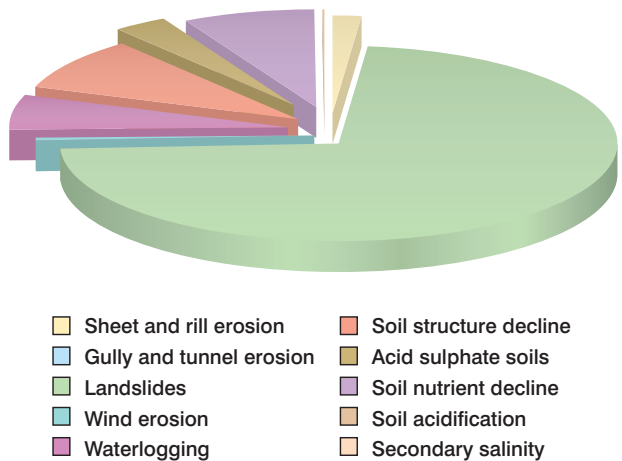 Sheet and rill erosion
Gully and tunnel erosion
Landslides
Wind erosion
Waterlogging
Soil structure decline
Acid sulphate soils
Soil nutrient decline
Soil acidification
Secondary salinity